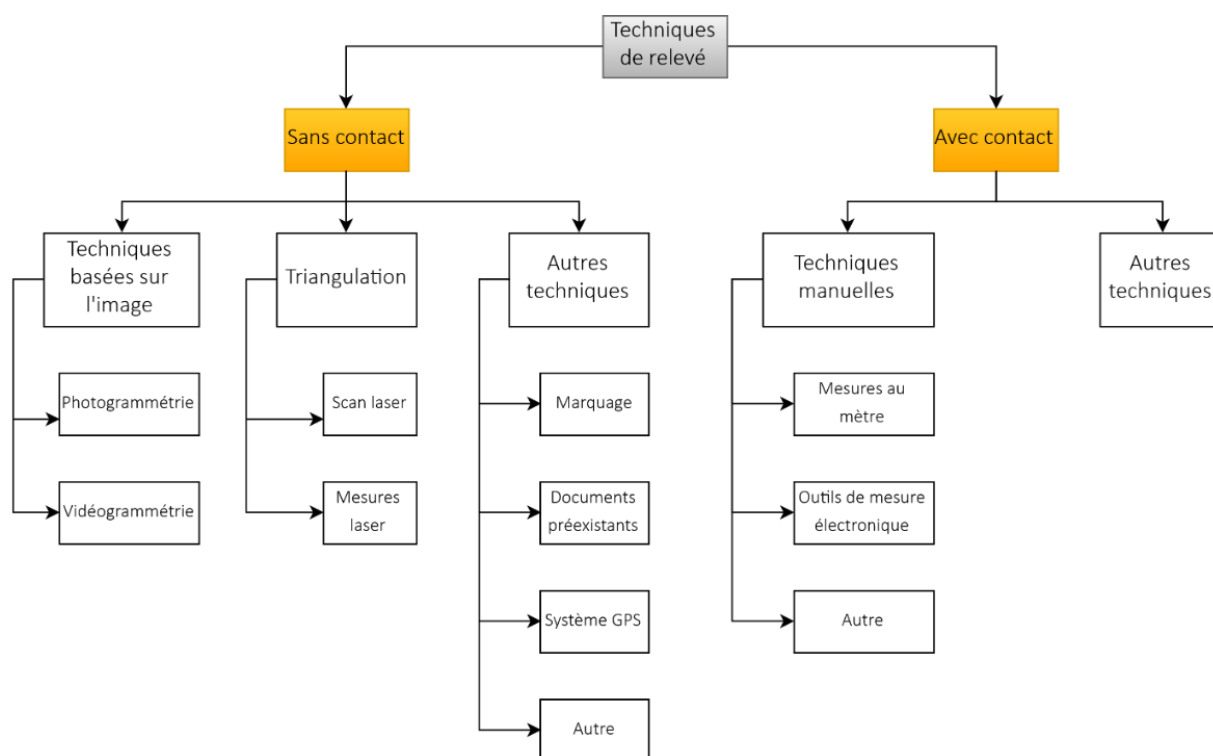 Techniques
de relevé
Sans contact
Avec contact
Techniques
basées sur
l'image
Triangulation
Autres
techniques
Techniques
manuelles
Autres
techniques
Photogrammétrie
Scan laser
Marquage
Mesures au
mètre
Vidéogrammétrie
Mesures
laser
Documents
préexistants
Outils de mesure
électronique
Système GPS
Autre
Autre